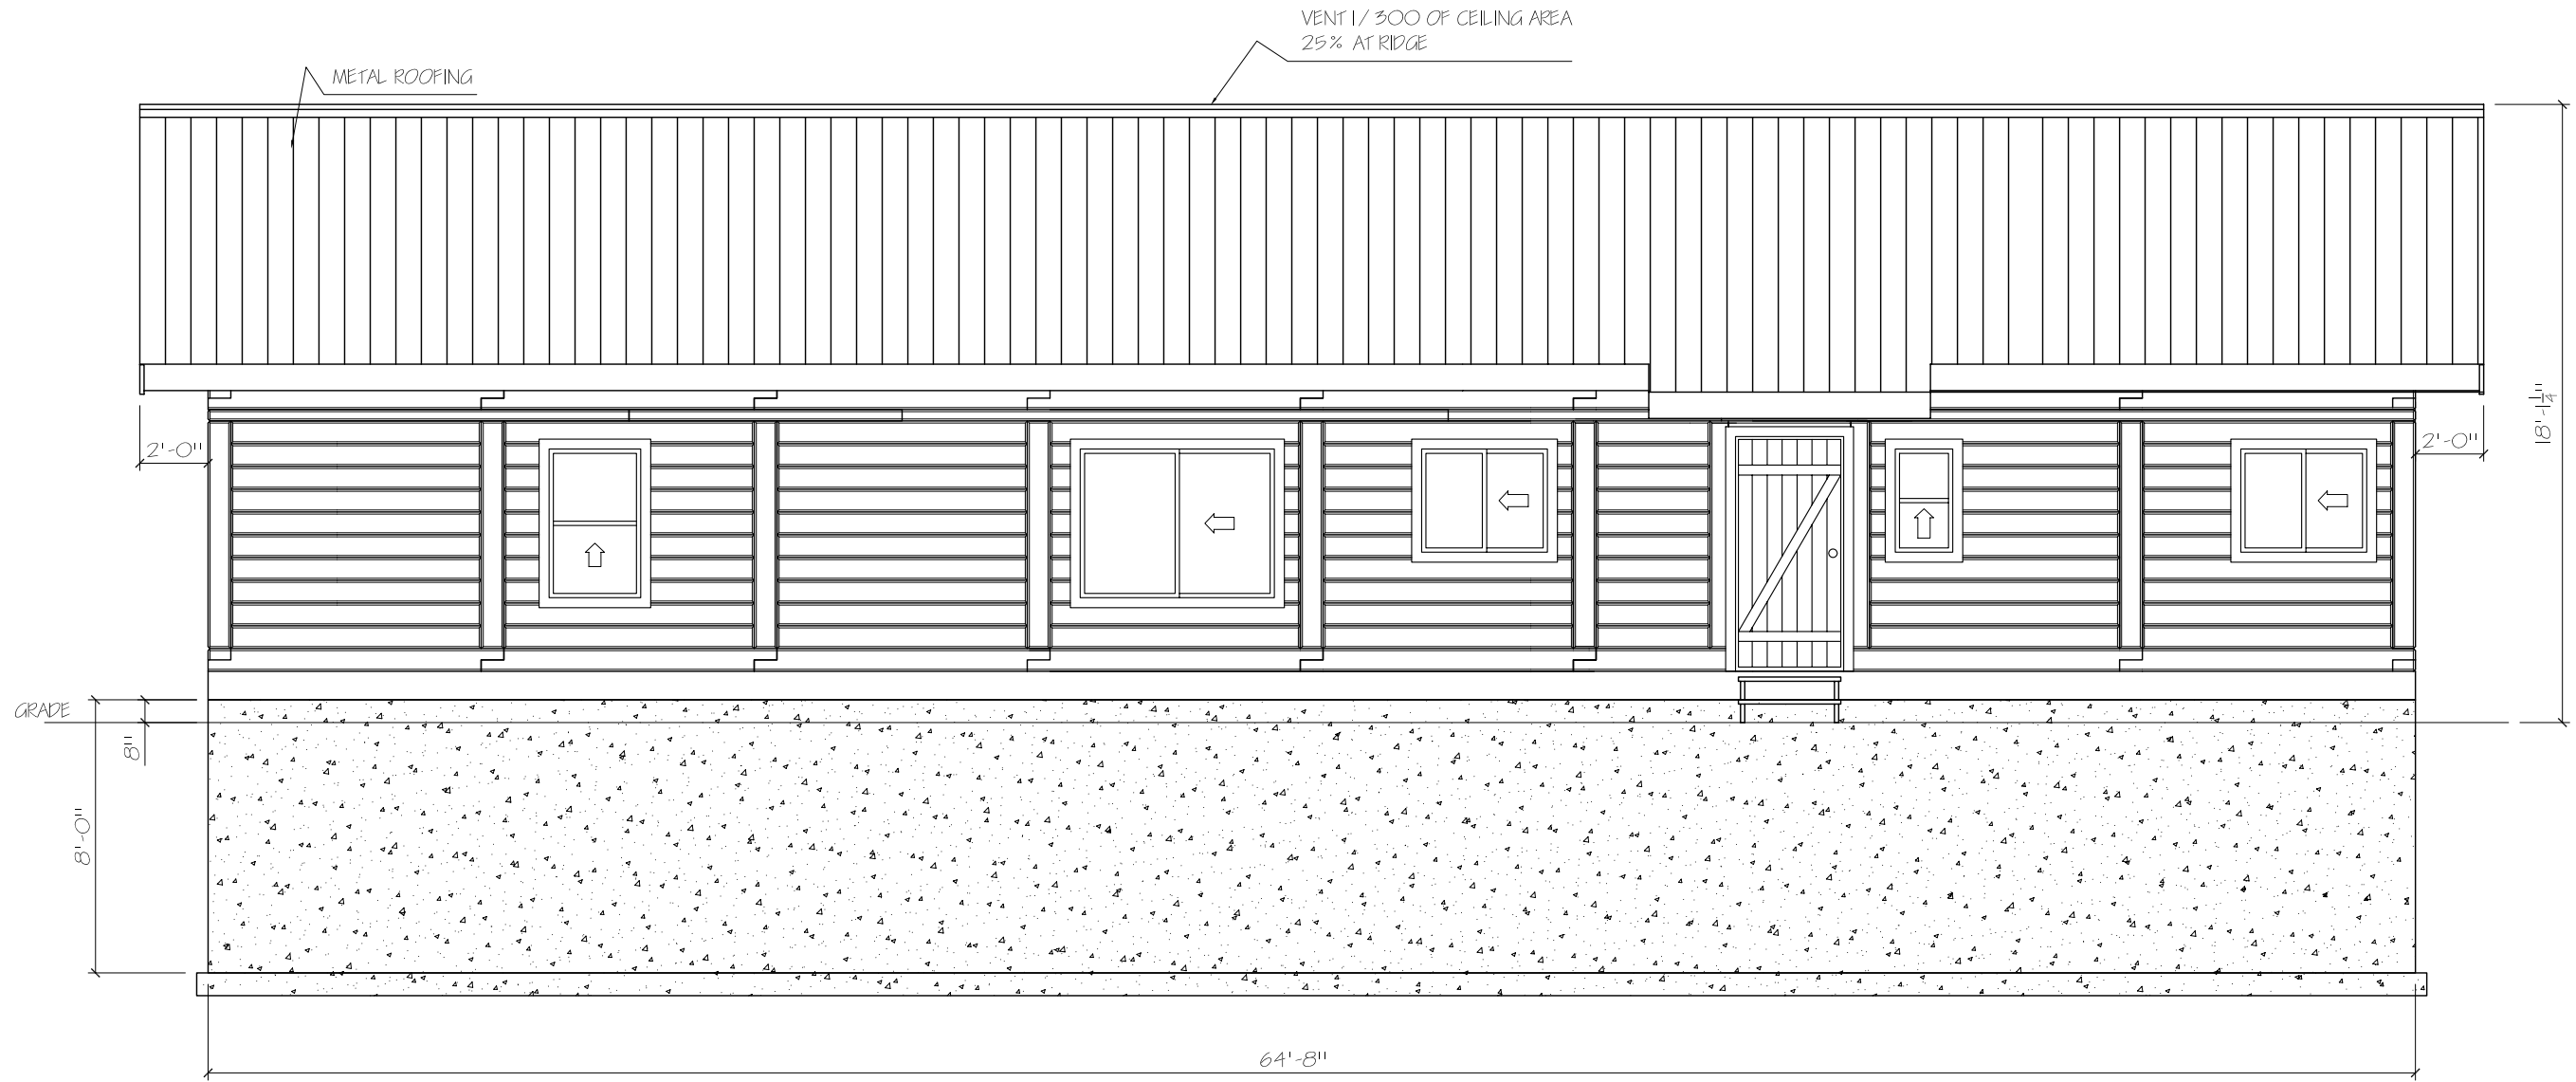 VENT 1/300 OF CEILING AREA
25% AT RIDGE
METAL ROOFING
2'-0"
2'-0"
18'-1 1/4"
GRADE
8"
8'-0"
64'-8"